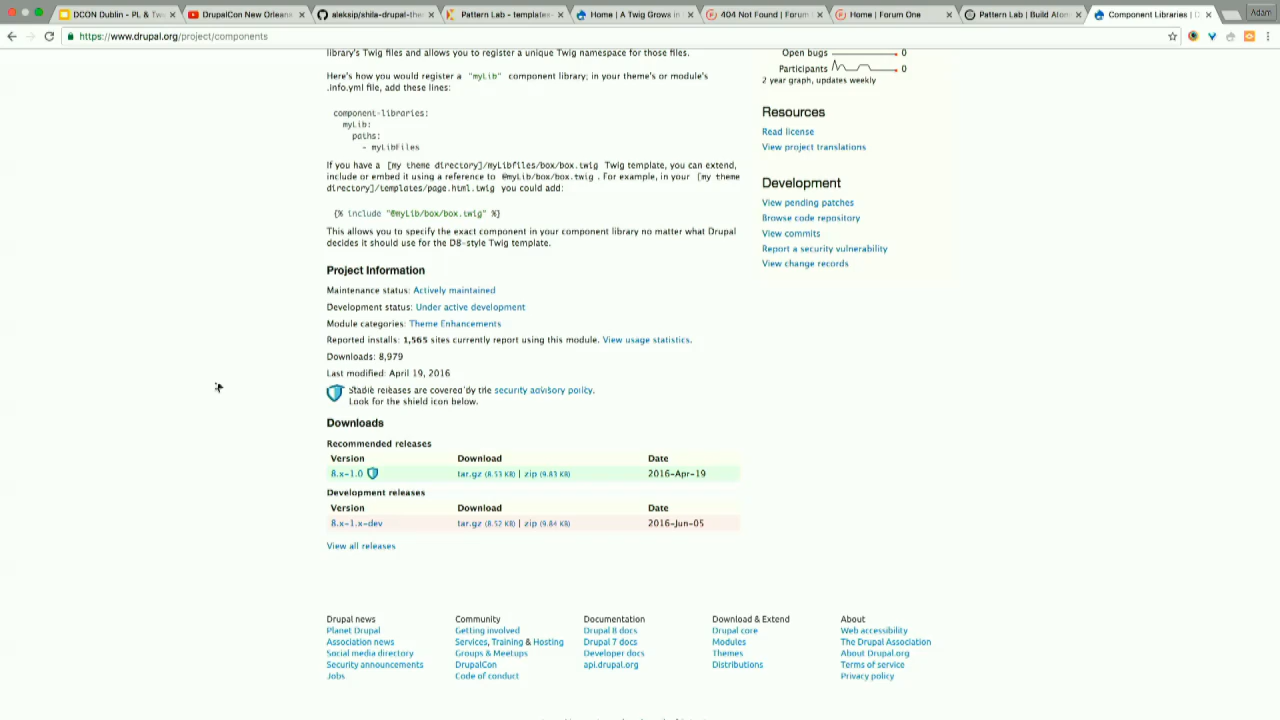 DCON Dublin - PL & Tw
DrupalCon New Orleans
aleksip/shila-drupal-the
Pattern Lab - templates-
Home | A Twig Grows in
404 Not Found | Forum
Home | Forum One
Pattern Lab | Build Ato
Component Libraries | D
Adam
https://www.drupal.org/project/components
library's Twig files and allows you to register a unique Twig namespace for those files.
Here's how you would register a "myLib" component library; in your theme's or module's
.info.yml file, add these lines:
component-libraries:
myLib:
paths:
- myLibFiles
If you have a [my theme directory]/myLibFiles/box/box.twig Twig template, you can extend,
include or embed it using a reference to @myLib/box/box.twig . For example, in your [my theme
directory]/templates/page.html.twig you could add:
{% include "@myLib/box/box.twig" %}
This allows you to specify the exact component in your component library no matter what Drupal
decides it should use for the D8-style Twig template.
Project Information
Maintenance status: Actively maintained
Development status: Under active development
Module categories: Theme Enhancements
Reported installs: 1,565 sites currently report using this module. View usage statistics.
Downloads: 8,979
Last modified: April 19, 2016
Stable releases are covered by the security advisory policy.
Look for the shield icon below.
Downloads
Recommended releases
Version Download Date
8.x-1.0 tar.gz (8.53 KB) | zip (9.83 KB) 2016-Apr-19
Development releases
Version Download Date
8.x-1.x-dev tar.gz (8.52 KB) | zip (9.84 KB) 2016-Jun-05
View all releases
Open bugs 0
Participants 0
2 year graph, updates weekly
Resources
Read license
View project translations
Development
View pending patches
Browse code repository
View commits
Report a security vulnerability
View change records
Drupal news
Planet Drupal
Association news
Social media directory
Security announcements
Jobs
Community
Getting involved
Services, Training & Hosting
Groups & Meetups
DrupalCon
Code of conduct
Documentation
Drupal 8 docs
Drupal 7 docs
Developer docs
api.drupal.org
Download & Extend
Drupal core
Modules
Themes
Distributions
About
Web accessibility
The Drupal Association
About Drupal.org
Terms of service
Privacy policy